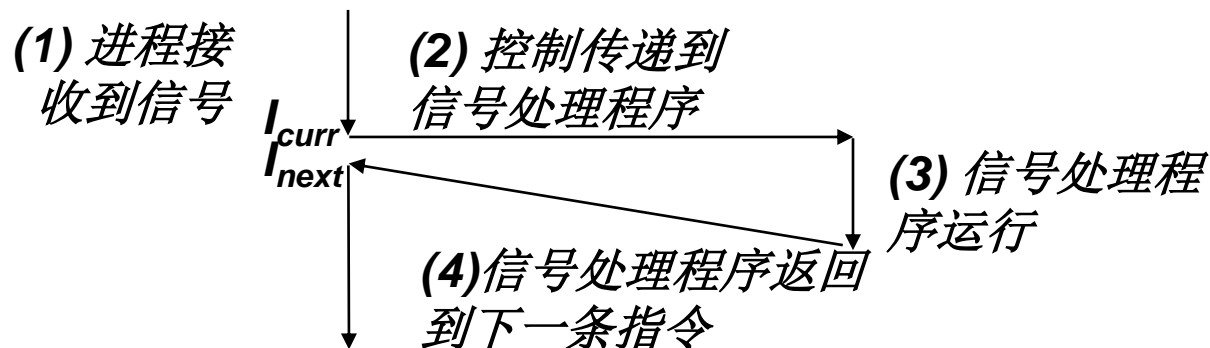 (1) 进程接
收到信号
(2) 控制传递到
信号处理程序
Icurr
Inext
(3) 信号处理程
序运行
(4)信号处理程序返回
到下一条指令